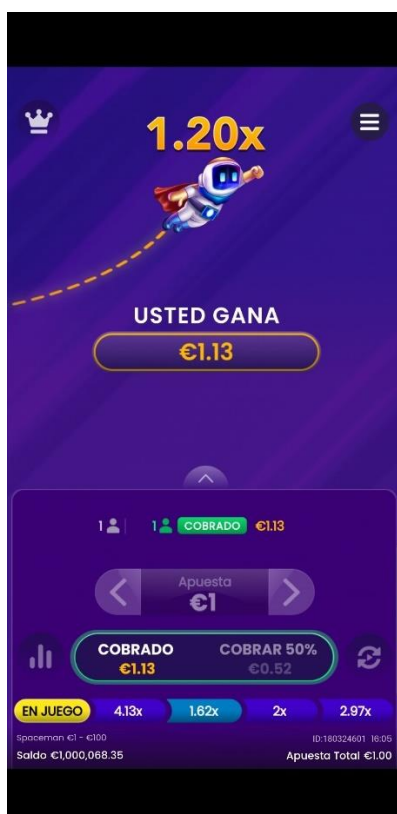 1.20x
USTED GANA
€1.13
1 1 COBRADO €1.13
Apuesta
€1
COBRADO COBRAR 50%
€1.13 €0.52
EN JUEGO 4.13x 1.62x 2x 2.97x
Spaceman €1 - €100 ID:180324601 16:05
Saldo €1,000,068.35 Apuesta Total €1.00